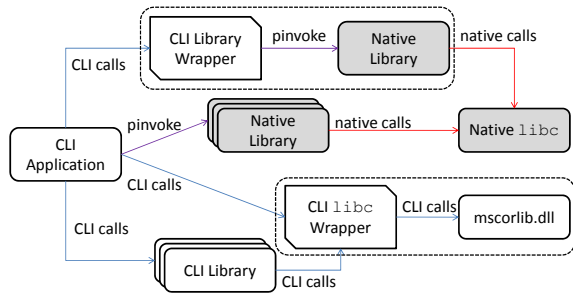 CLI Library
Wrapper
pinvoke
Native
Library
native calls
CLI calls
pinvoke
Native
Library
native calls
Native libc
CLI
Application
CLI calls
CLI libc
Wrapper
CLI calls
mscorlib.dll
CLI calls
CLI Library
CLI calls